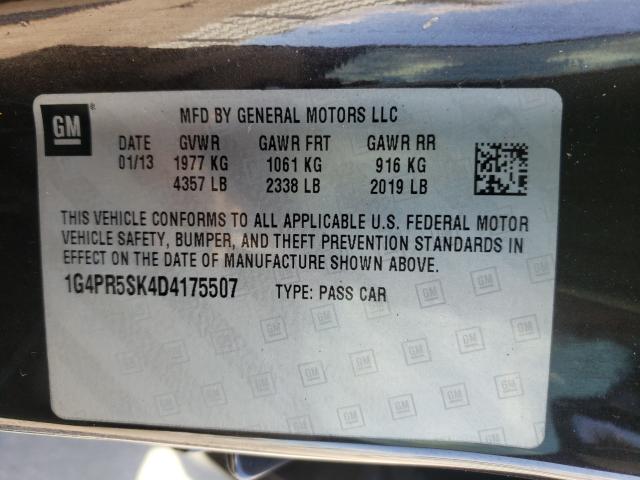 GM
MFD BY GENERAL MOTORS LLC
DATE GVWR GAWR FRT GAWR RR
01/13 1977 KG 1061 KG 916 KG
4357 LB 2338 LB 2019 LB
THIS VEHICLE CONFORMS TO ALL APPLICABLE U.S. FEDERAL MOTOR
VEHICLE SAFETY, BUMPER, AND THEFT PREVENTION STANDARDS IN
EFFECT ON THE DATE OF MANUFACTURE SHOWN ABOVE.
1G4PR5SK4D4175507 TYPE: PASS CAR